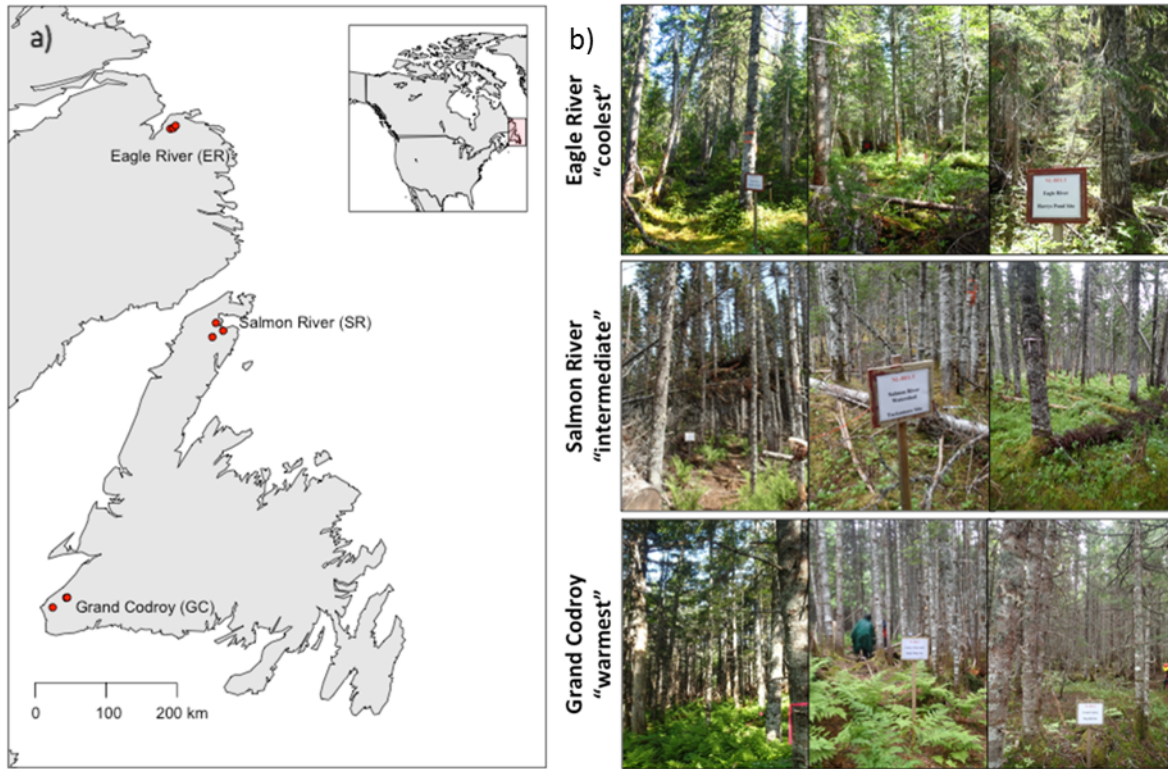 a)
Eagle River (ER)
Salmon River (SR)
Grand Codroy (GC)
0 100 200 km
b)
Eagle River
"coolest"
Eagle River
Salmon River
"intermediate"
Salmon River
Watershed
Grand Codroy
"warmest"